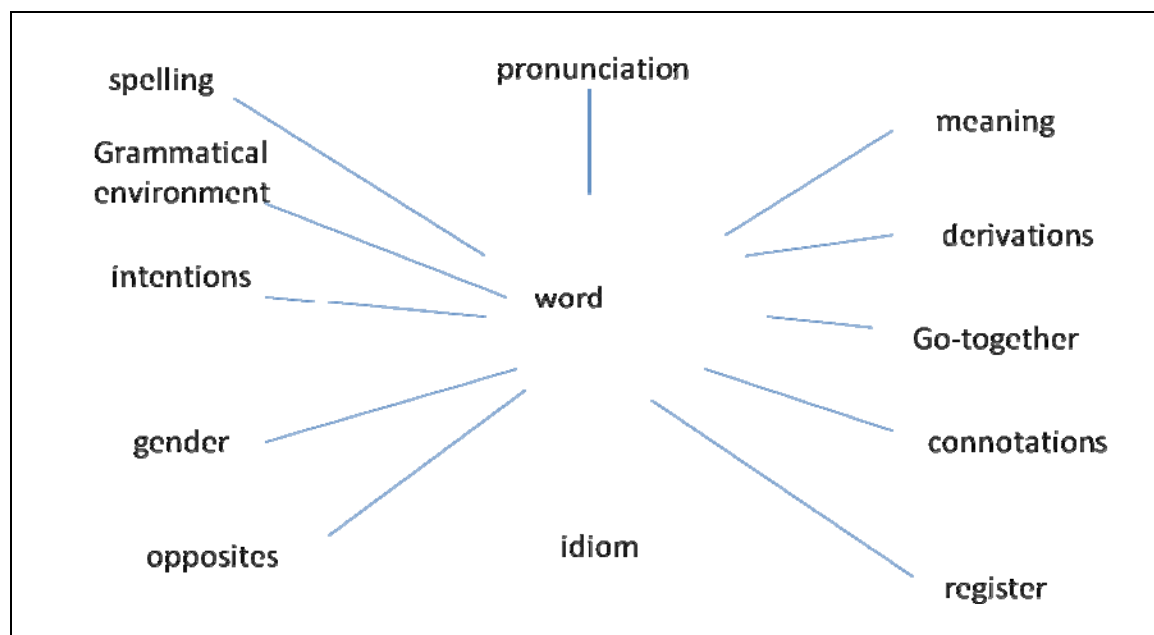 spelling
pronunciation
meaning
Grammatical
environment
derivations
intentions
word
Go-together
gender
connotations
opposites
idiom
register